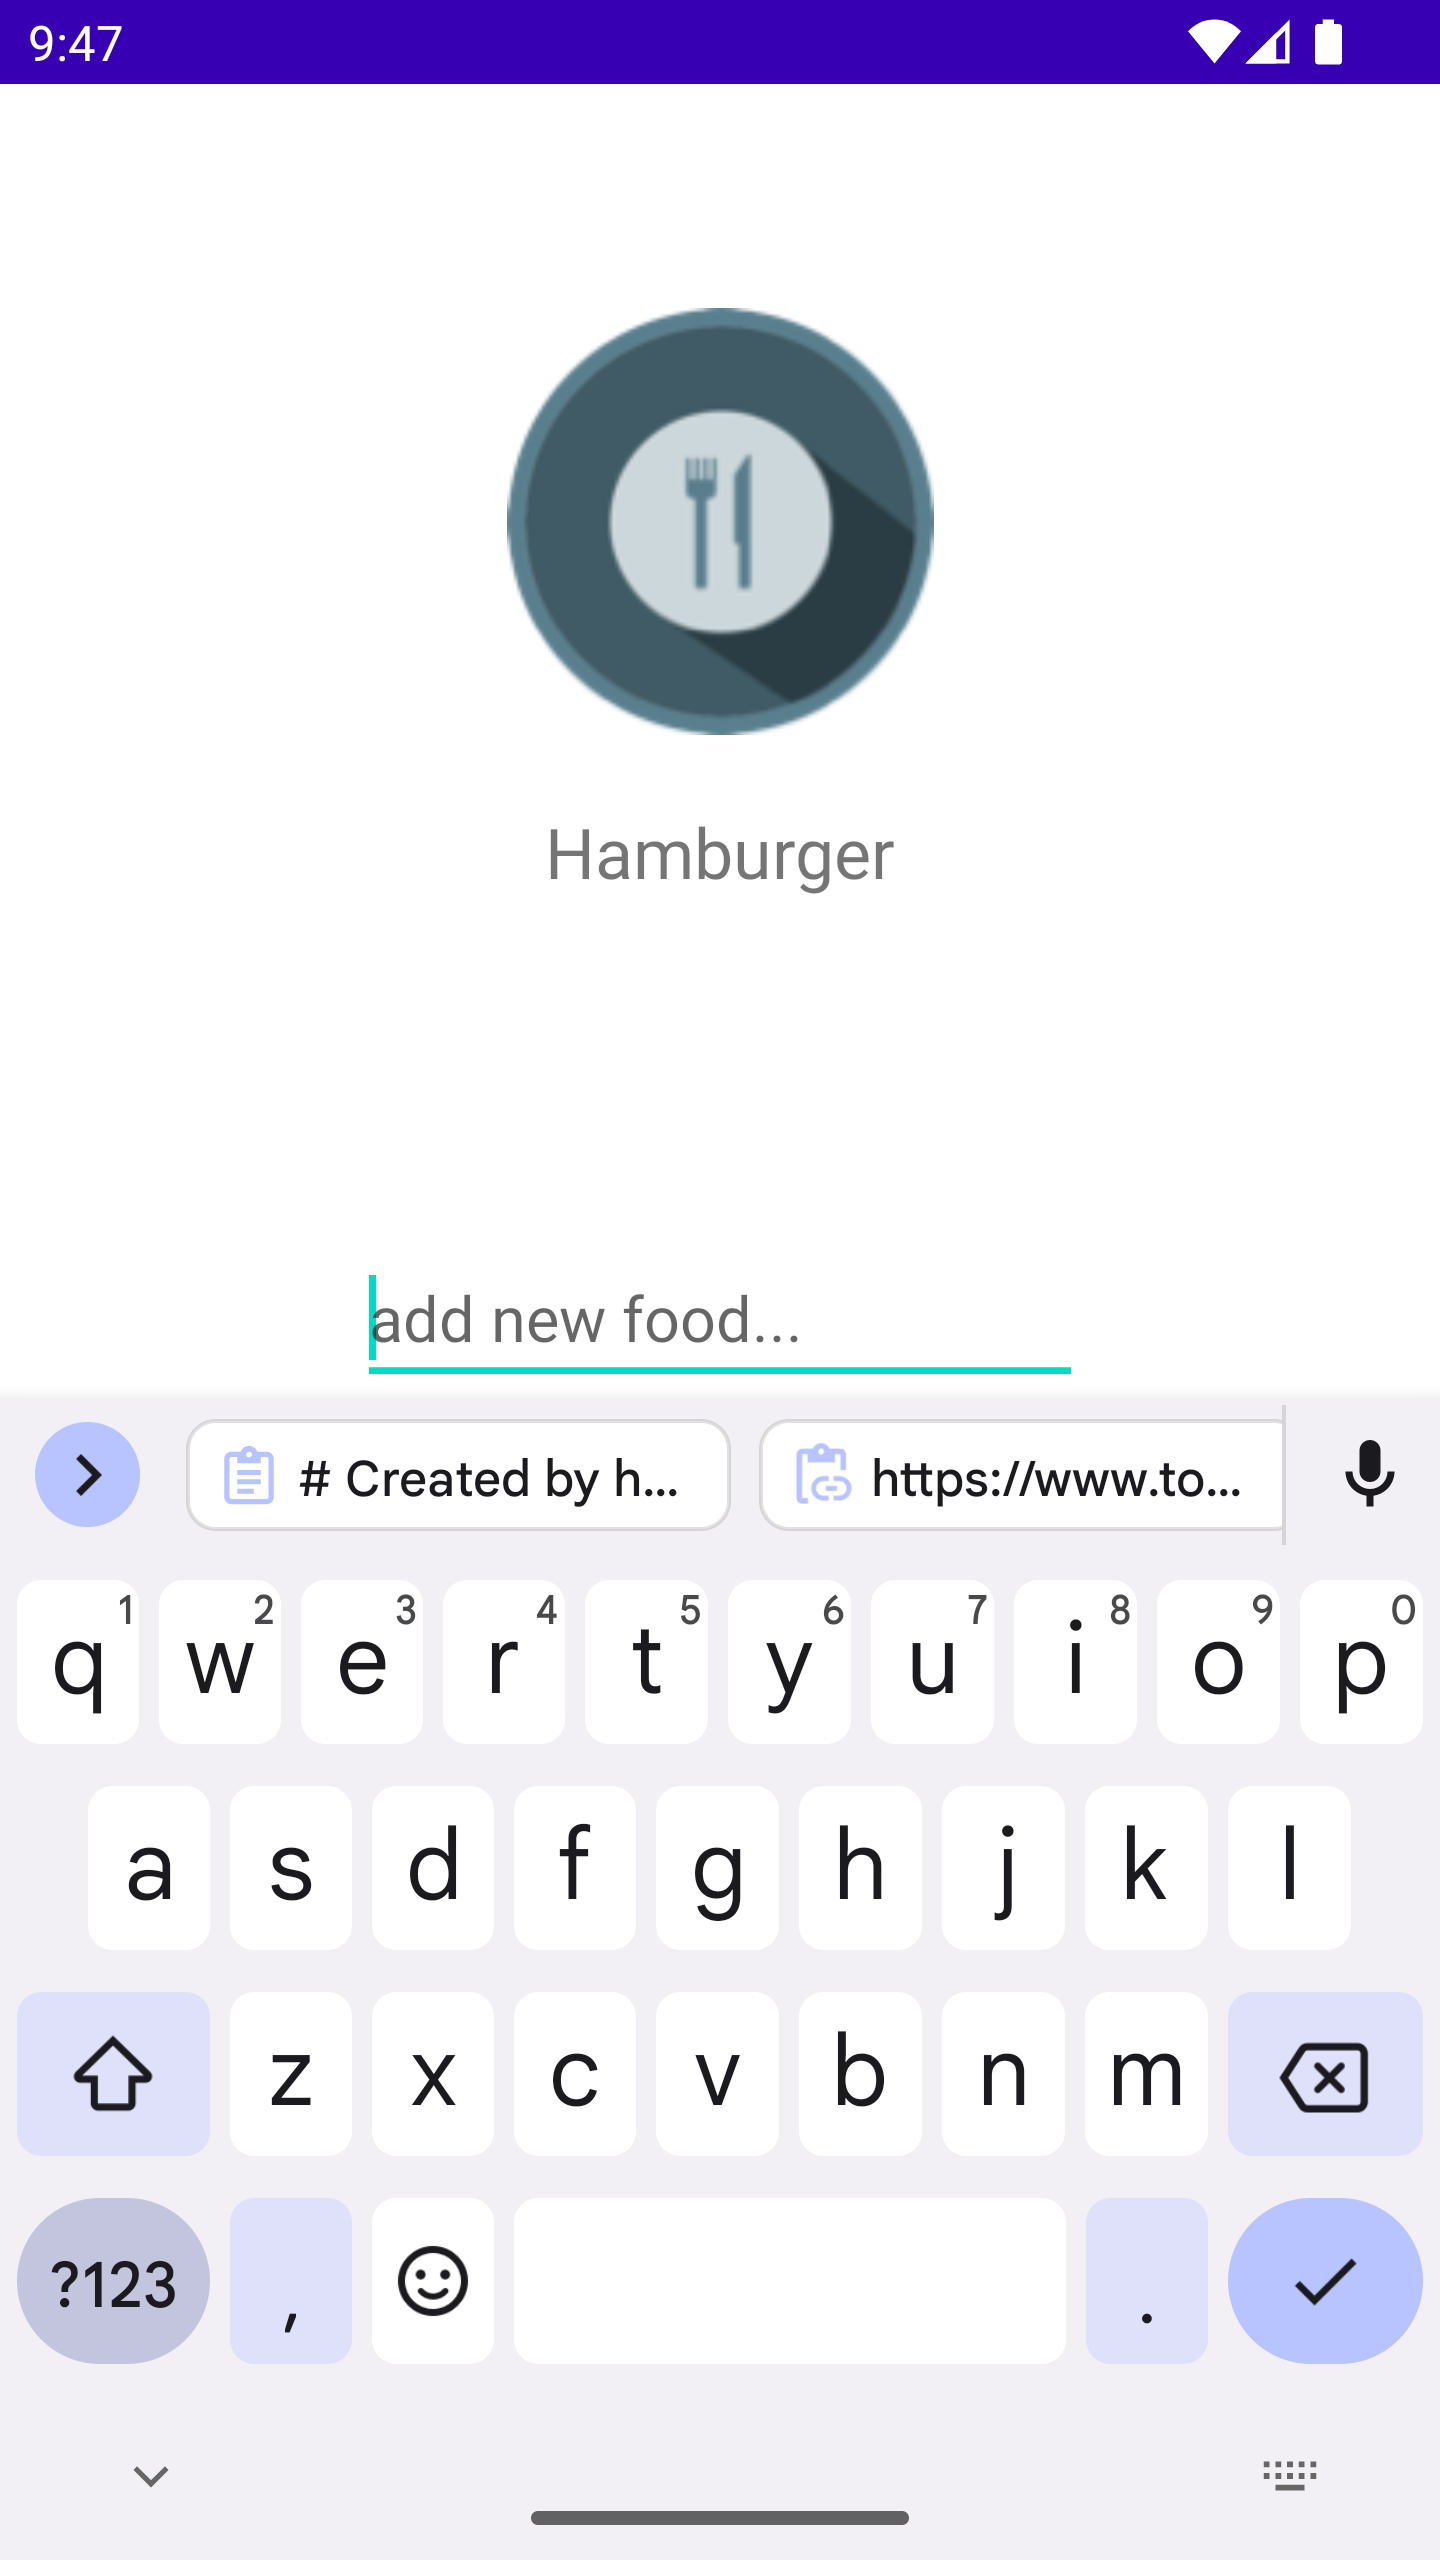 9:47
Hamburger
add new food...
# Created by h...
https://www.to...
q 1 w 2 e 3 r 4 t 5 y 6 u 7 i 8 o 9 p 0
a s d f g h j k l
z x c v b n m
?123 , .